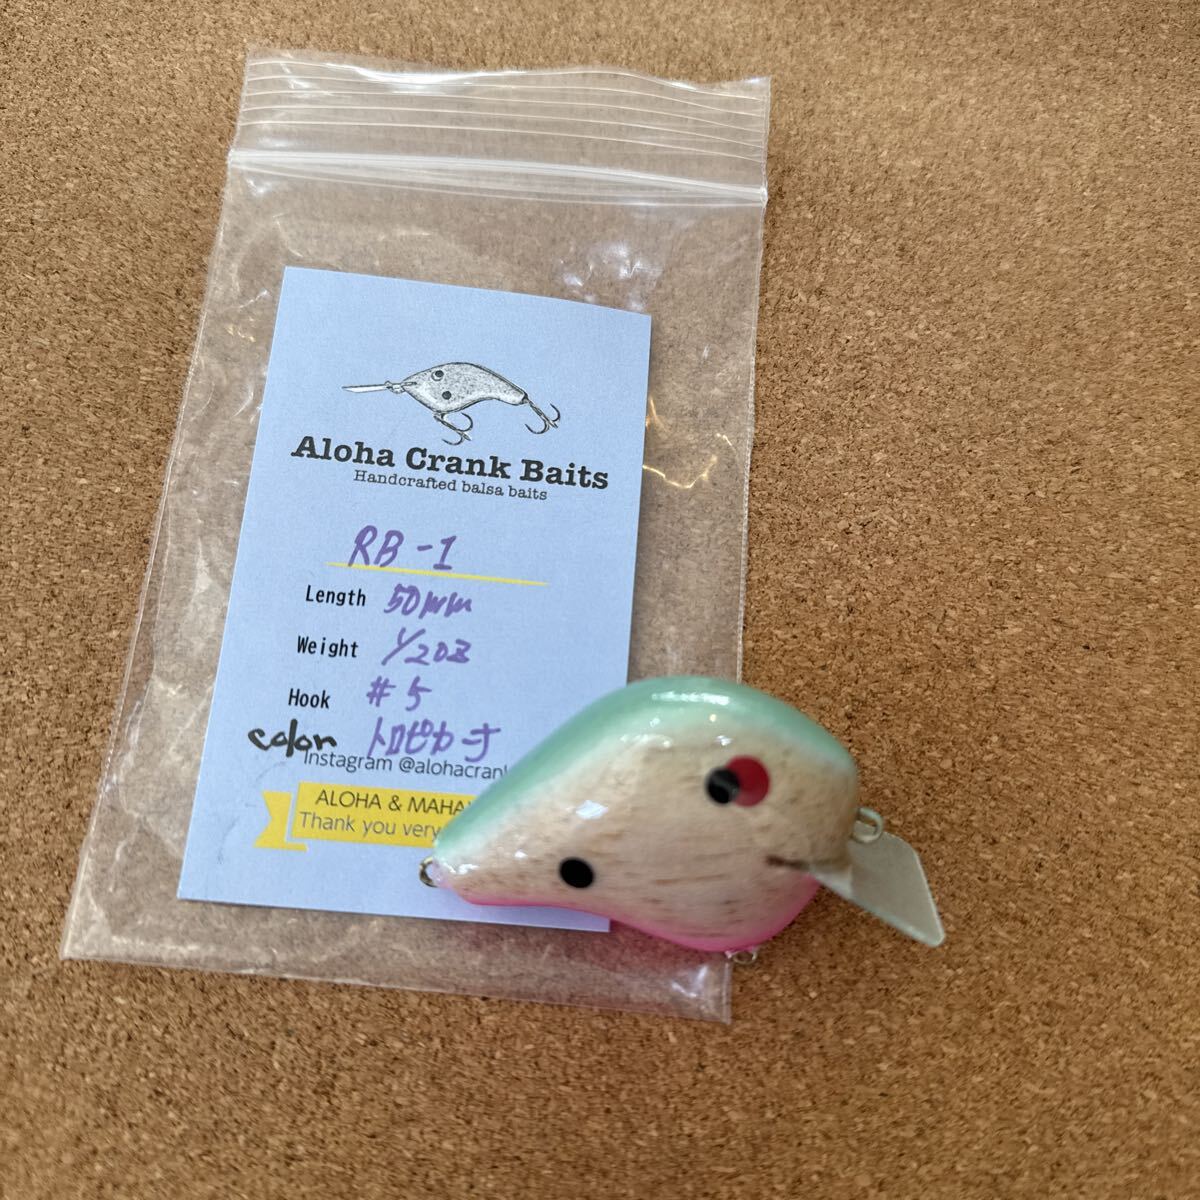 Aloha Crank Baits
Handcrafted balsa baits
RB-1
Length 50mm
Weight 1/2oz
Hook #5
color トロピカーナ
Instagram @alohacrank
ALOHA & MAHA
Thank you very